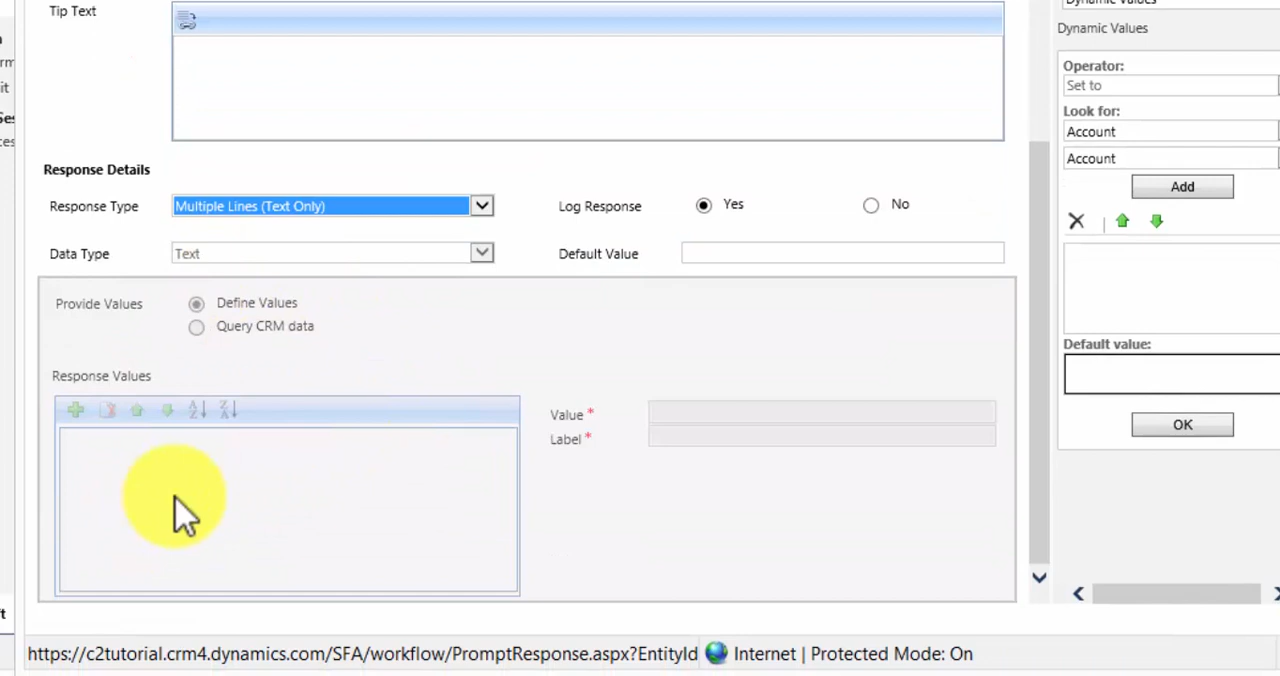 Tip Text
Response Details
Response Type Multiple Lines (Text Only) Log Response Yes No
Data Type Text Default Value
Provide Values Define Values
Query CRM data
Response Values
Value *
Label *
Dynamic Values
Dynamic Values
Operator:
Set to
Look for:
Account
Account
Add
Default value:
OK
https://c2tutorial.crm4.dynamics.com/SFA/workflow/PromptResponse.aspx?EntityId Internet | Protected Mode: On